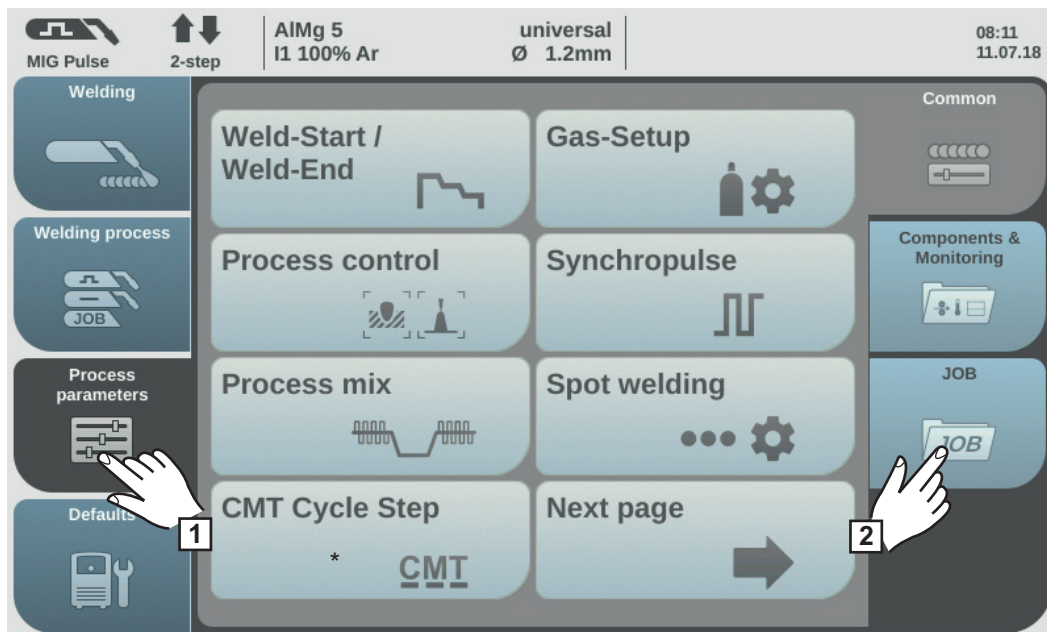 MIG Pulse
2-step
AlMg 5
I1 100% Ar
universal
Ø 1.2mm
08:11
11.07.18
Welding
Welding process
JOB
Process
parameters
1
Defaults
Weld-Start /
Weld-End
Gas-Setup
Process control
Synchropulse
Process mix
Spot welding
CMT Cycle Step
* CMT
Next page
Common
Components &
Monitoring
JOB
JOB
2